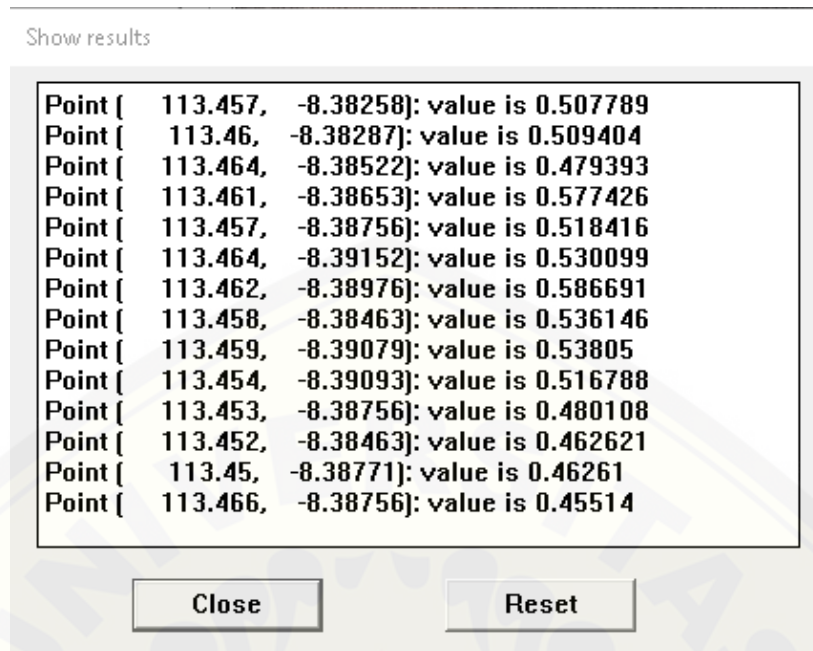 Show results
Point (     113.457,    -8.38258): value is 0.507789
Point (      113.46,    -8.38287): value is 0.509404
Point (     113.464,    -8.38522): value is 0.479393
Point (     113.461,    -8.38653): value is 0.577426
Point (     113.457,    -8.38756): value is 0.518416
Point (     113.464,    -8.39152): value is 0.530099
Point (     113.462,    -8.38976): value is 0.586691
Point (     113.458,    -8.38463): value is 0.536146
Point (     113.459,    -8.39079): value is 0.53805
Point (     113.454,    -8.39093): value is 0.516788
Point (     113.453,    -8.38756): value is 0.480108
Point (     113.452,    -8.38463): value is 0.462621
Point (      113.45,    -8.38771): value is 0.46261
Point (     113.466,    -8.38756): value is 0.45514
Close
Reset